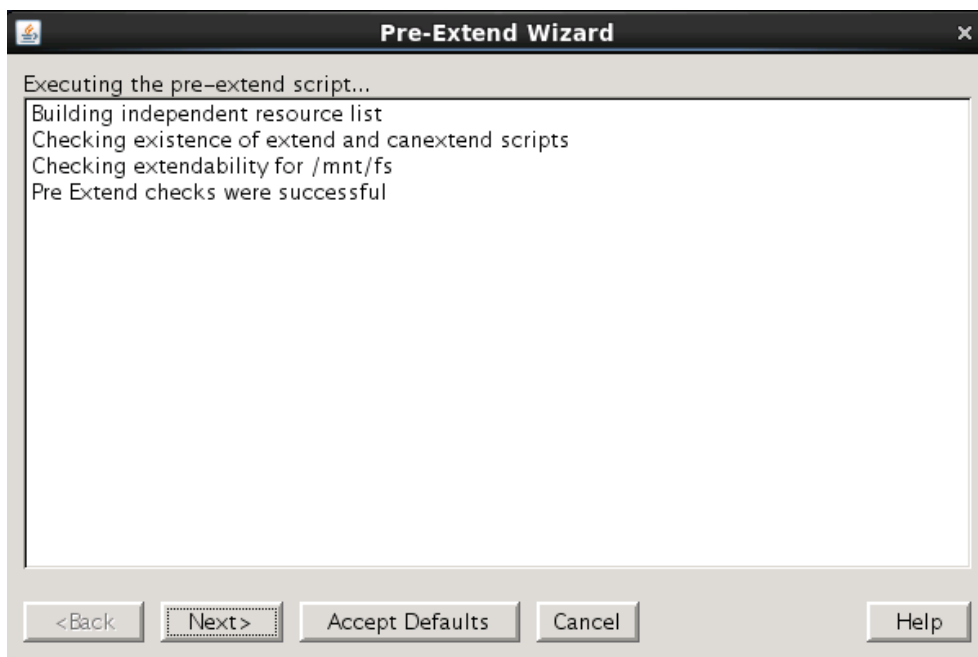 Pre-Extend Wizard
Executing the pre-extend script...
Building independent resource list
Checking existence of extend and canextend scripts
Checking extendability for /mnt/fs
Pre Extend checks were successful
<Back Next> Accept Defaults Cancel Help